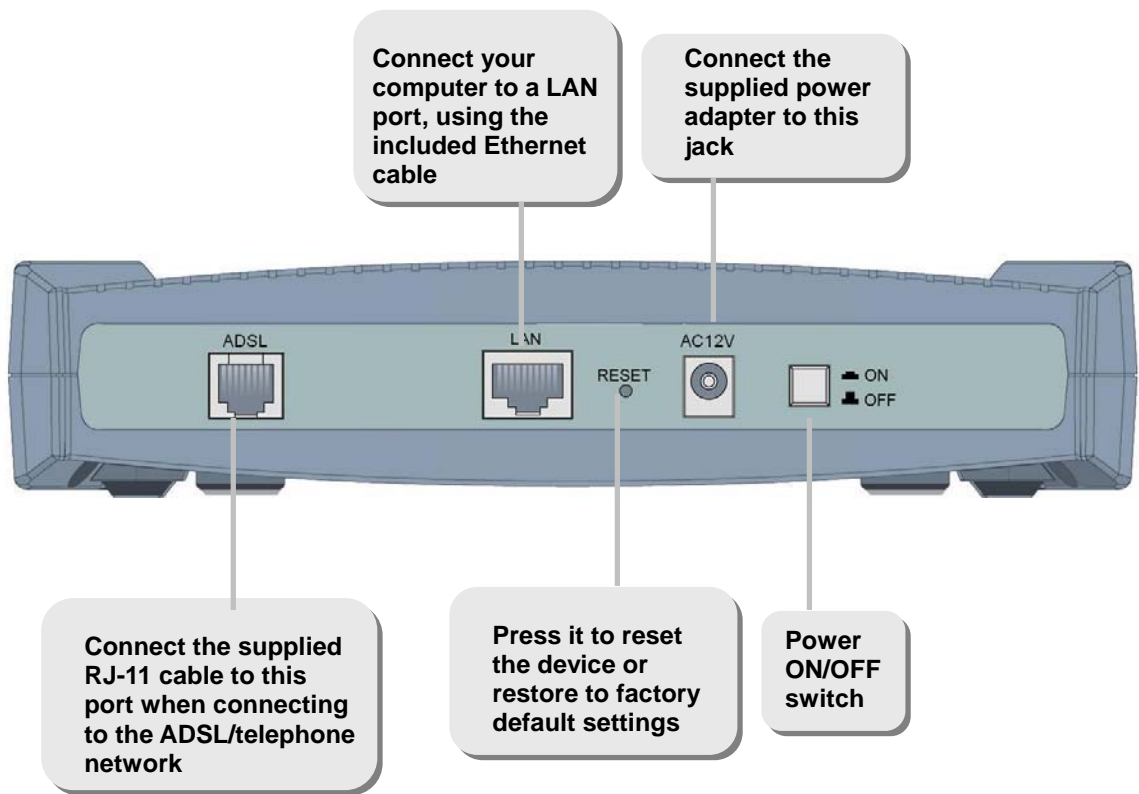 Connect your
computer to a LAN
port, using the
included Ethernet
cable
Connect the
supplied power
adapter to this
jack
ADSL
LAN
RESET
AC12V
ON
OFF
Connect the supplied
RJ-11 cable to this
port when connecting
to the ADSL/telephone
network
Press it to reset
the device or
restore to factory
default settings
Power
ON/OFF
switch